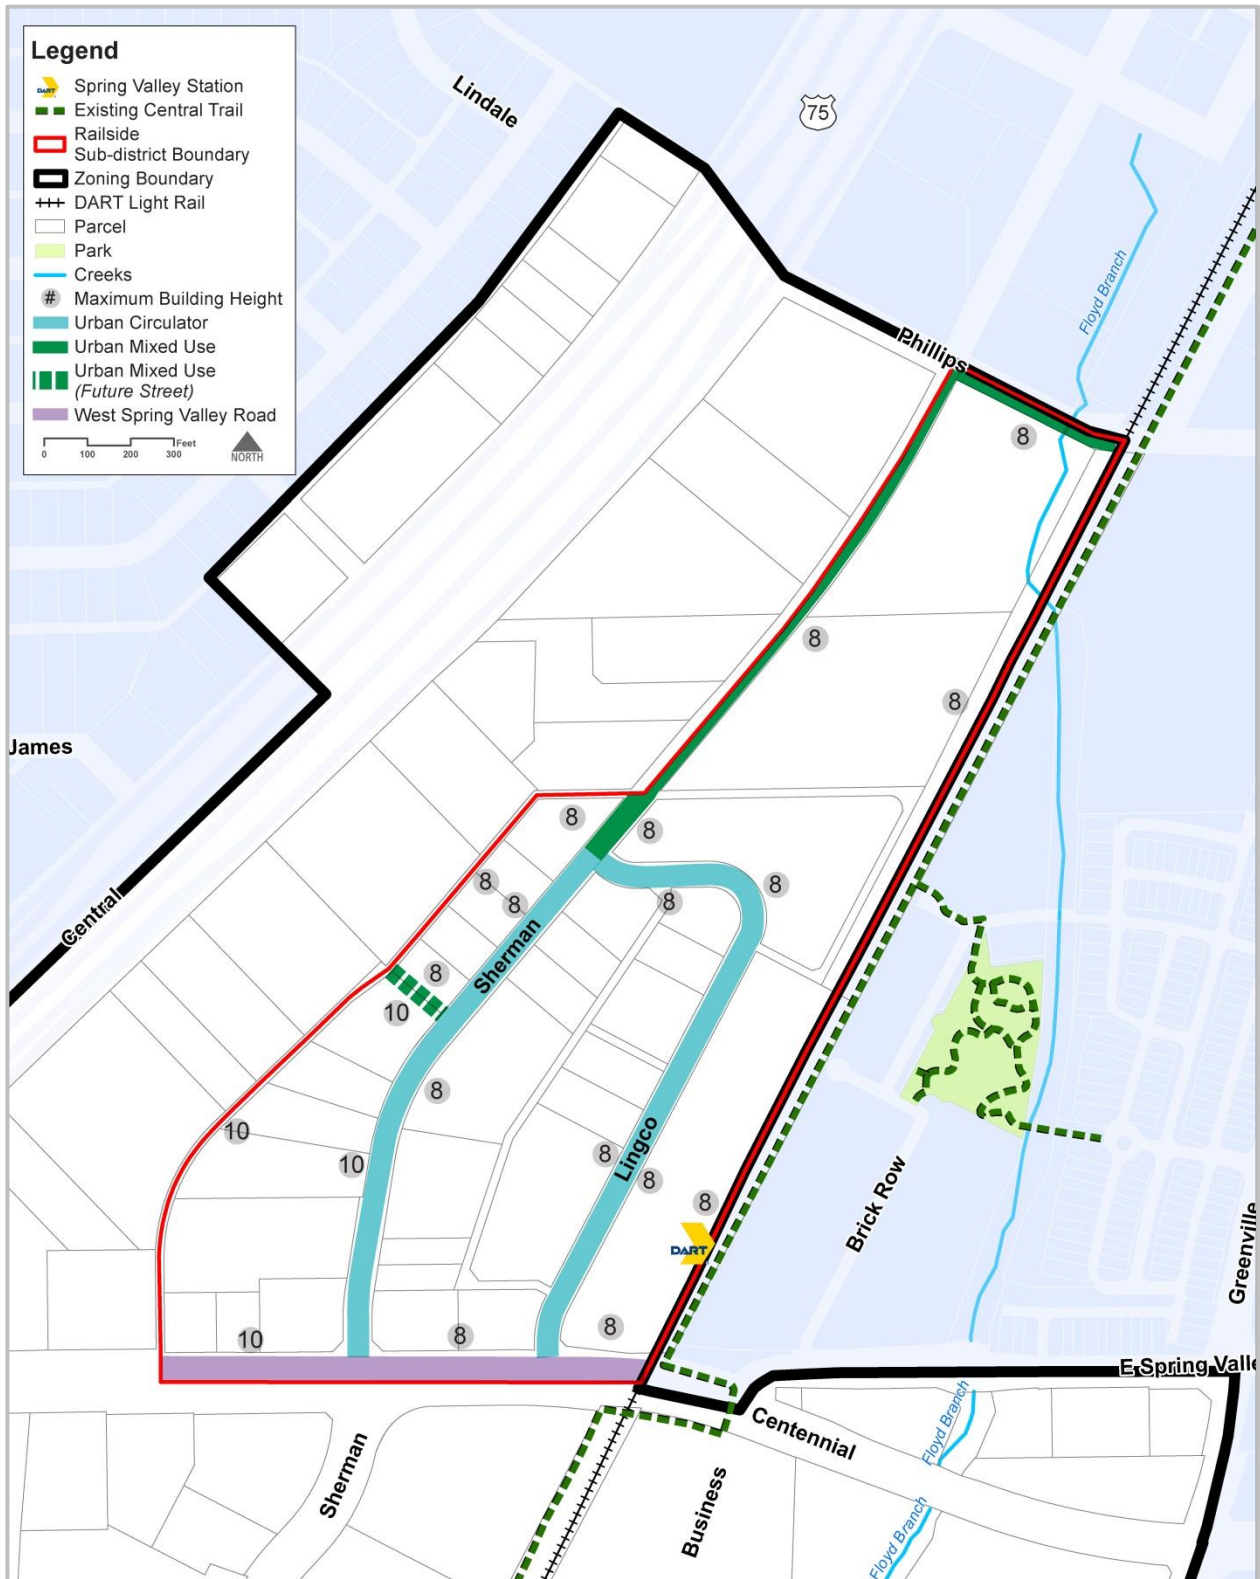 Legend
DART Spring Valley Station
Existing Central Trail
Railside
Sub-district Boundary
Zoning Boundary
DART Light Rail
Parcel
Park
Creeks
# Maximum Building Height
Urban Circulator
Urban Mixed Use
Urban Mixed Use
(Future Street)
West Spring Valley Road
Feet
0 100 200 300
NORTH
Lindale
75
Floyd Branch
Phillips
8
8
8
James
8
8
8
8
8
8
Central
Sherman
8
10
8
10
10
Lingco
8
8
8
DART
Brick Row
Greenville
8
10
8
E Spring Valle
Centennial
Floyd Branch
Sherman
Business
Floyd Branch